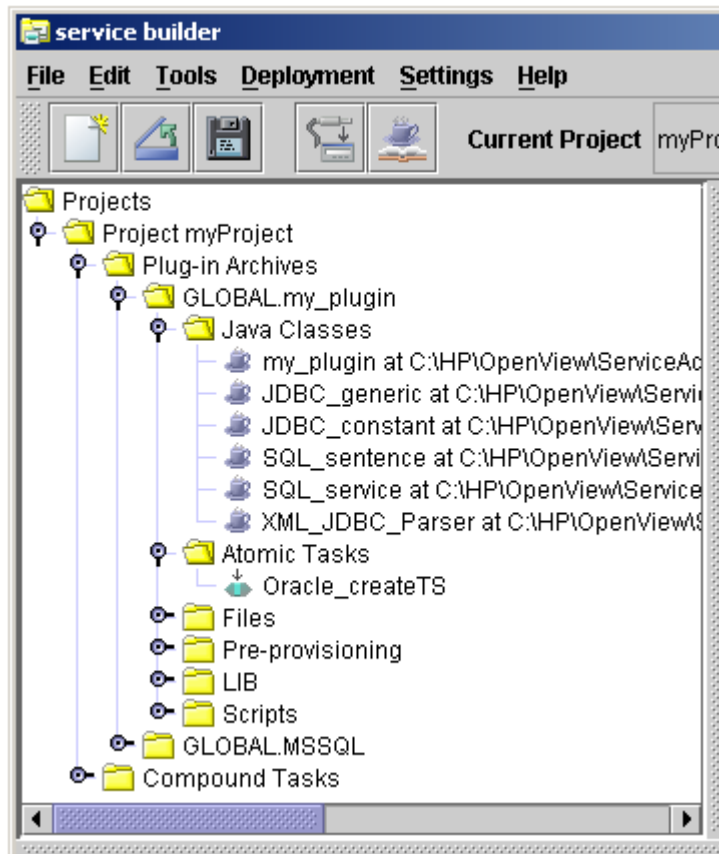 service builder
File Edit Tools Deployment Settings Help
Current Project myPro
Projects
Project myProject
Plug-in Archives
GLOBAL.my_plugin
Java Classes
my_plugin at C:\HP\OpenView\ServiceAc
JDBC_generic at C:\HP\OpenView\Servi
JDBC_constant at C:\HP\OpenView\Serv
SQL_sentence at C:\HP\OpenView\Servi
SQL_service at C:\HP\OpenView\Service
XML_JDBC_Parser at C:\HP\OpenView\S
Atomic Tasks
Oracle_createTS
Files
Pre-provisioning
LIB
Scripts
GLOBAL.MSSQL
Compound Tasks